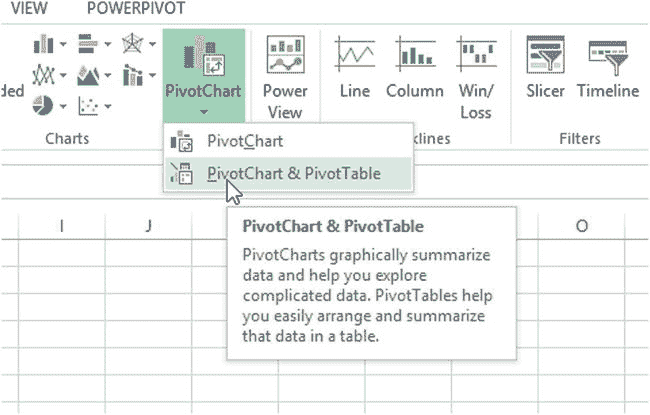 VIEW POWERPIVOT
ded
PivotChart
Power
View
Line
Column
Win/
Loss
Slicer
Timeline
Charts
klines
Filters
PivotChart
PivotChart & PivotTable
I J O
PivotChart & PivotTable
PivotCharts graphically summarize
data and help you explore
complicated data. PivotTables help
you easily arrange and summarize
that data in a table.